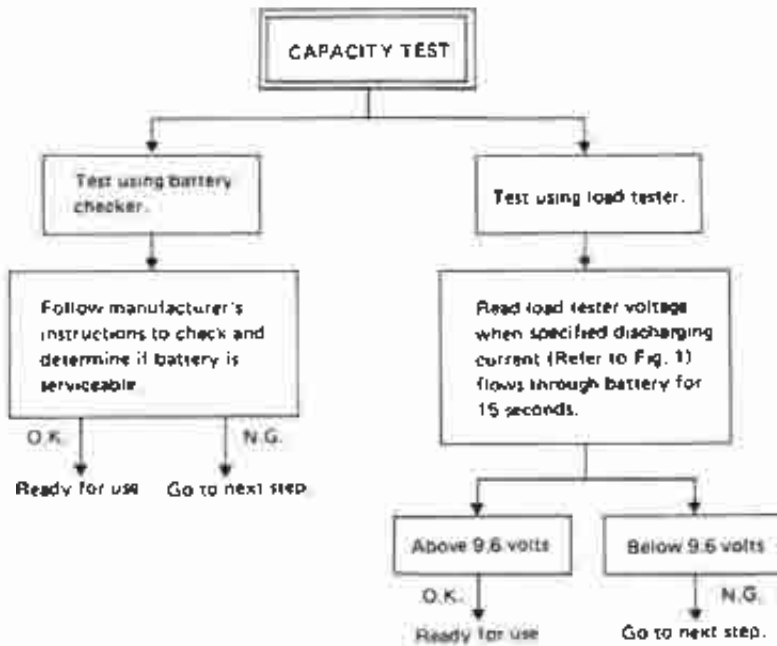 CAPACITY TEST
Test using battery
checker.
Test using load tester.
Follow manufacturer's
instructions to check and
determine if battery is
serviceable.
Read load tester voltage
when specified discharging
current (Refer to Fig. 1)
flows through battery for
15 seconds.
O.K.
N.G.
Ready for use
Go to next step.
Above 9.6 volts
Below 9.6 volts
O.K.
N.G.
Ready for use
Go to next step.